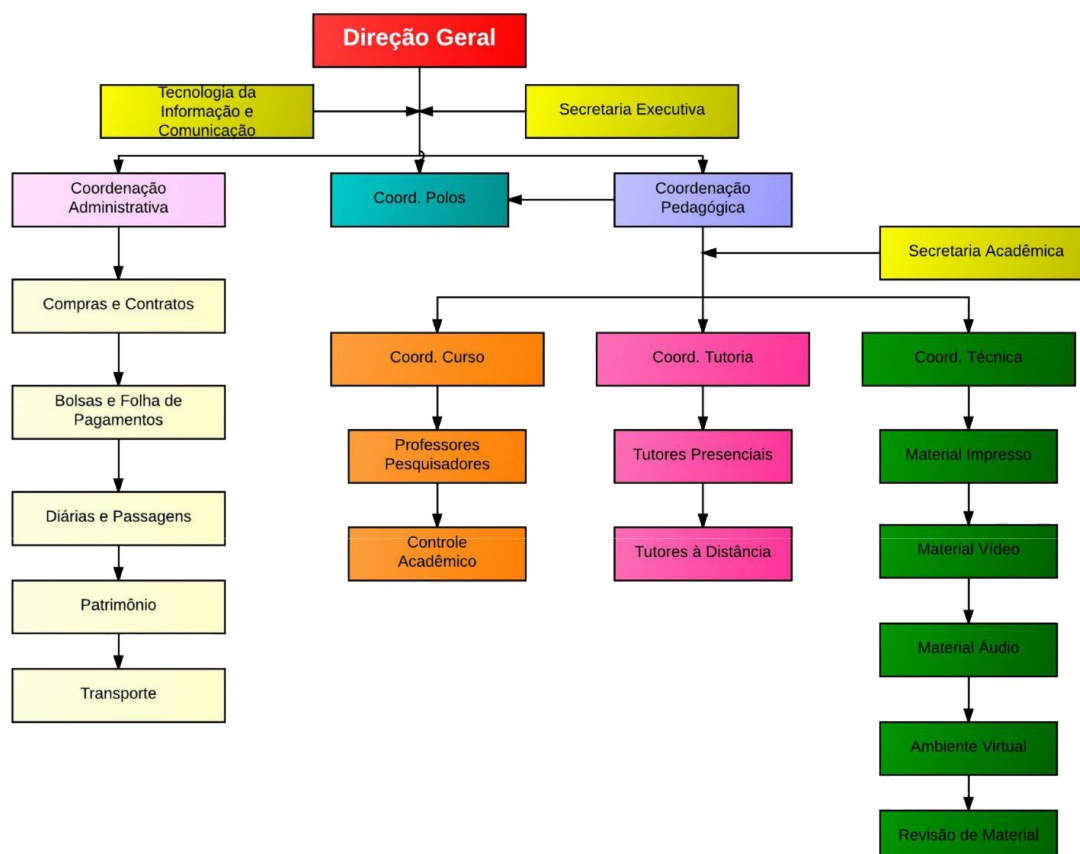 Direção Geral
Tecnologia da
Informação e
Comunicação
Secretaria Executiva
Coordenação
Administrativa
Coord. Polos
Coordenação
Pedagógica
Secretaria Acadêmica
Compras e Contratos
Coord. Curso
Coord. Tutoria
Coord. Técnica
Bolsas e Folha de
Pagamentos
Professores
Pesquisadores
Tutores Presenciais
Material Impresso
Diárias e Passagens
Controle
Acadêmico
Tutores à Distância
Material Vídeo
Patrimônio
Material Áudio
Transporte
Ambiente Virtual
Revisão de Material